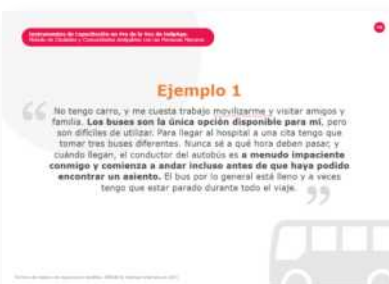 Ejemplo 1
No tengo carro, y me cuesta trabajo movilizarme y visitar amigos y
familia. Los buses son la única opción disponible para mí, pero
son difíciles de utilizar. Para llegar al hospital a una cita tengo que
tomar tres buses diferentes. Nunca sé a qué hora deben pasar, y
cuándo llegan, el conductor del autobús es a menudo impaciente
conmigo y comienza a andar incluso antes de que haya podido
encontrar un asiento. El bus por lo general está lleno y a veces
tengo que estar parado durante todo el viaje.